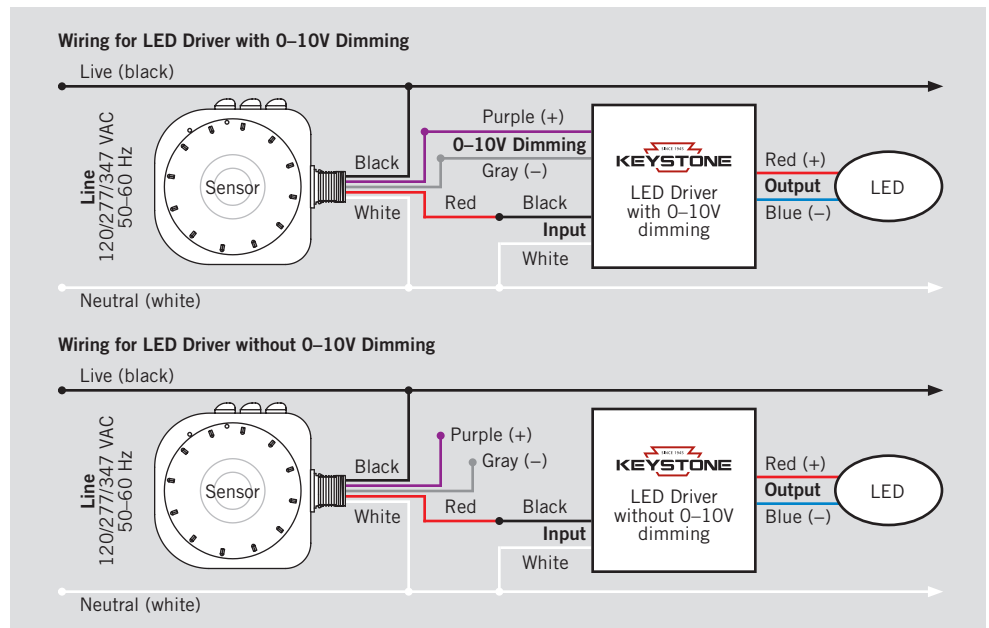 Wiring for LED Driver with 0–10V Dimming
Live (black)
Line
120/277/347 VAC
50–60 Hz
Sensor
Black
White
Purple (+)
0–10V Dimming
Gray (–)
Red
Black
Input
White
SINCE 1945
KEYSTONE
LED Driver
with 0–10V
dimming
Red (+)
Output
Blue (–)
LED
Neutral (white)
Wiring for LED Driver without 0–10V Dimming
Live (black)
Line
120/277/347 VAC
50–60 Hz
Sensor
Black
White
Purple (+)
Gray (–)
Red
Black
Input
White
SINCE 1945
KEYSTONE
LED Driver
without 0–10V
dimming
Red (+)
Output
Blue (–)
LED
Neutral (white)